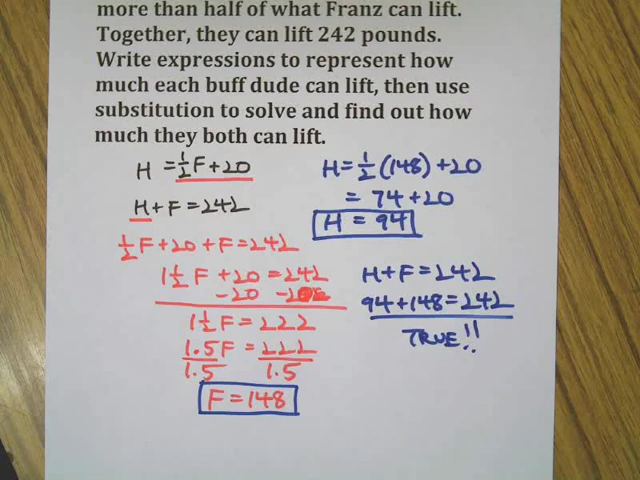 more than half of what Franz can lift.
Together, they can lift 242 pounds.
Write expressions to represent how
much each buff dude can lift, then use
substitution to solve and find out how
much they both can lift.
H = ½F + 20
H + F = 242
½F + 20 + F = 242
1½F + 20 = 242
-20 -20
1½F = 222
1.5F = 222
1.5 1.5
F = 148
H = ½(148) + 20
= 74 + 20
H = 94
H + F = 242
94 + 148 = 242
TRUE!!